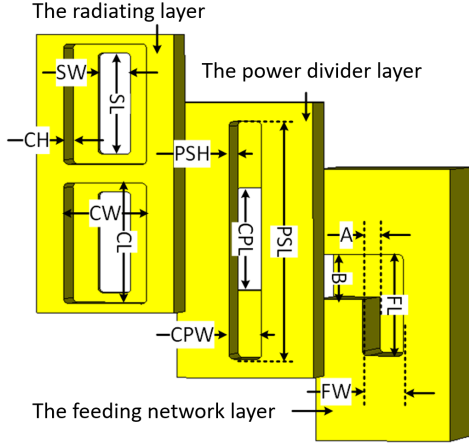 The radiating layer
SW
SL
The power divider layer
CH
PSH
CW
CL
CPL
PSL
A
B
FL
CPW
FW
The feeding network layer